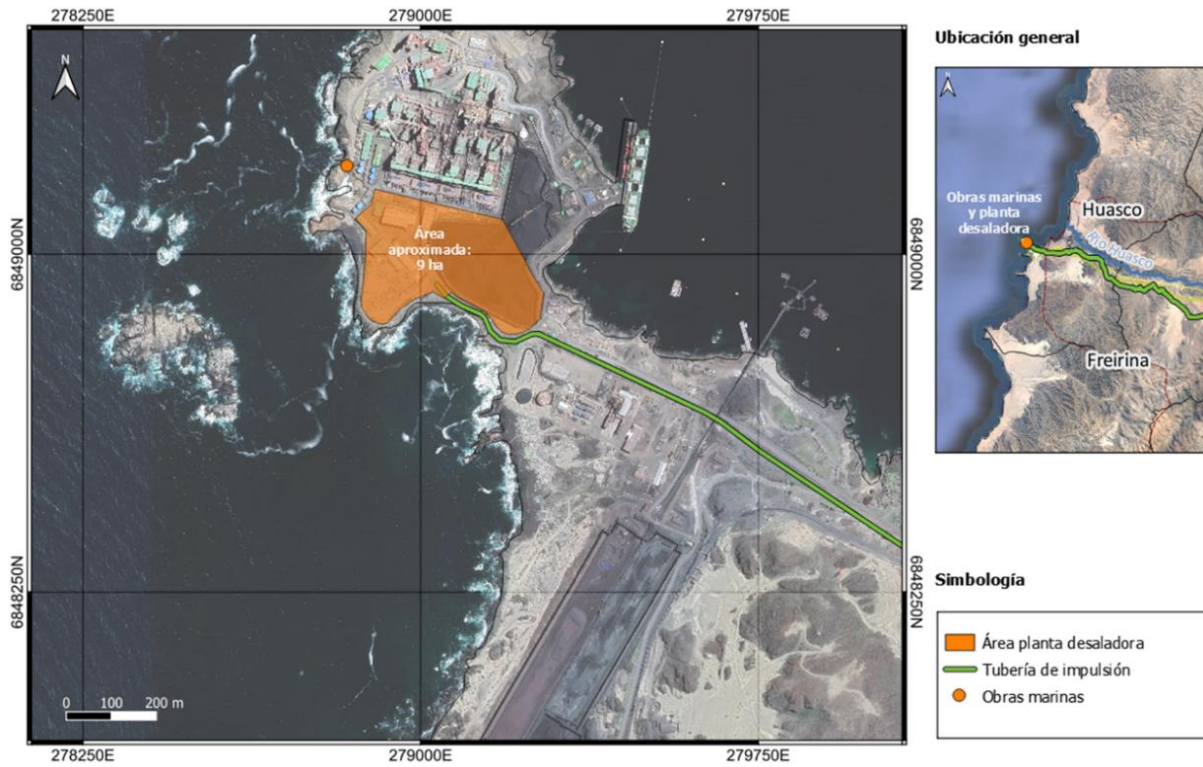 278250E
279000E
279750E
N
6849000N
6849000N
Área
aproximada:
9 ha
6848250N
6848250N
0 100 200 m
278250E
279000E
279750E
Ubicación general
N
Obras marinas
y planta
desaladora
Huasco
Río Huasco
Freirina
Simbología
Área planta desaladora
Tubería de impulsión
Obras marinas